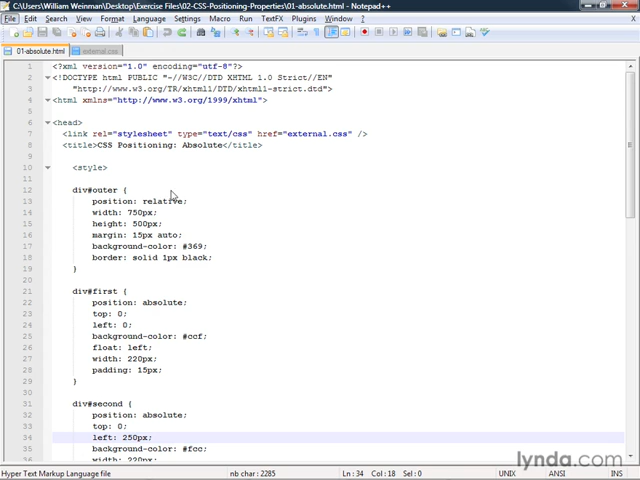 C:\Users\William Weinman\Desktop\Exercise Files\02-CSS-Positioning-Properties\01-absolute.html - Notepad++
File Edit Search View Format Language Settings Macro Run TextFX Plugins Window ?
01-absolute.html external.css
1 <?xml version="1.0" encoding="utf-8"?>
2 <!DOCTYPE html PUBLIC "-//W3C//DTD XHTML 1.0 Strict//EN"
3 "http://www.w3.org/TR/xhtml1/DTD/xhtml1-strict.dtd">
4 <html xmlns="http://www.w3.org/1999/xhtml">
5
6 <head>
7 <link rel="stylesheet" type="text/css" href="external.css" />
8 <title>CSS Positioning: Absolute</title>
9
10 <style>
11
12 div#outer {
13 position: relative;
14 width: 750px;
15 height: 500px;
16 margin: 15px auto;
17 background-color: #369;
18 border: solid 1px black;
19 }
20
21 div#first {
22 position: absolute;
23 top: 0;
24 left: 0;
25 background-color: #ccf;
26 float: left;
27 width: 220px;
28 padding: 15px;
29 }
30
31 div#second {
32 position: absolute;
33 top: 0;
34 left: 250px;
35 background-color: #fcc;
36 width: 220px;
Hyper Text Markup Language file nb char: 2285 Ln : 34 Col : 18 Sel : 0 UNIX ANSI INS
lynda.com